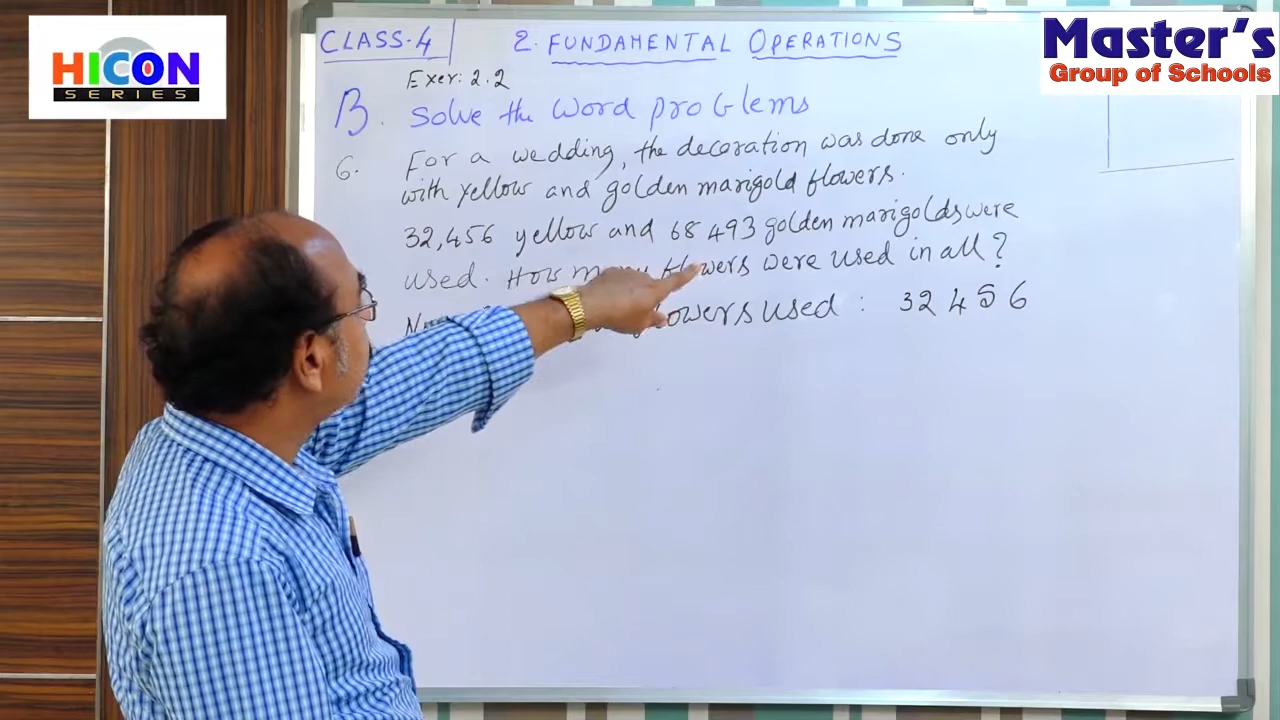 HICON
SERIES
Master's
Group of Schools
CLASS-4
2. FUNDAMENTAL OPERATIONS
Exer: 2.2
B. Solve the word problems
6. For a wedding, the decoration was done only
with yellow and golden marigold flowers.
32,456 yellow and 68 493 golden marigolds were
used. How many flowers were used in all?
flowers used : 32 456